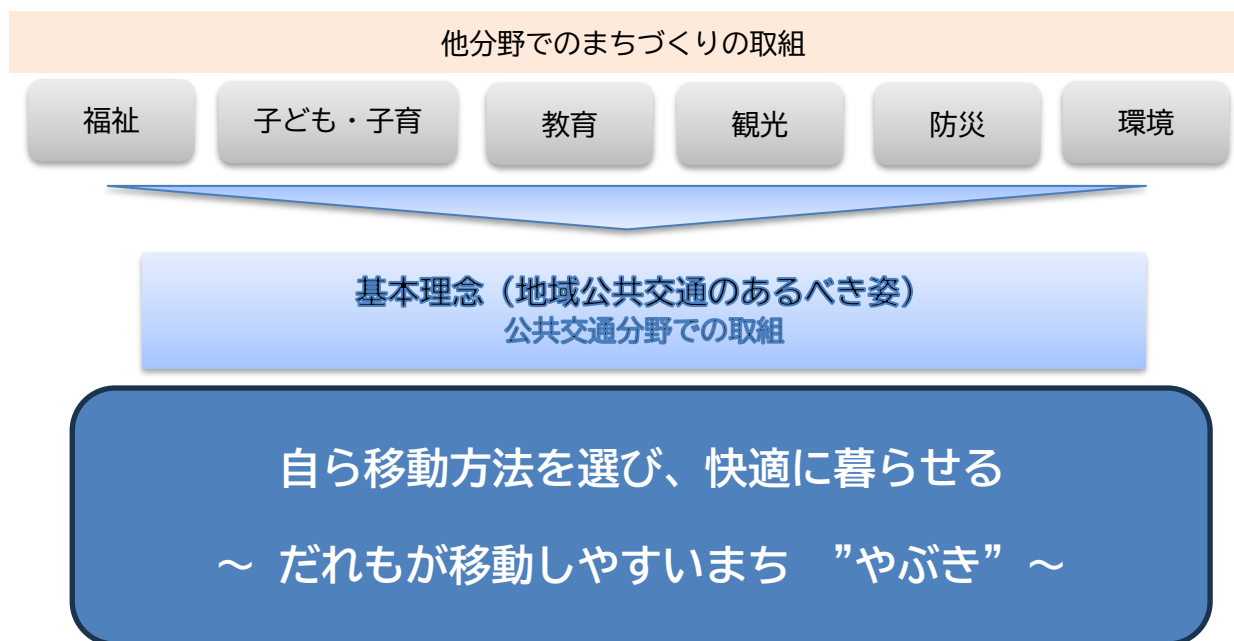 他分野でのまちづくりの取組
福祉
子ども・子育
教育
観光
防災
環境
基本理念（地域公共交通のあるべき姿）
公共交通分野での取組
自ら移動方法を選び、快適に暮らせる
～ だれもが移動しやすいまち　”やぶき” ～